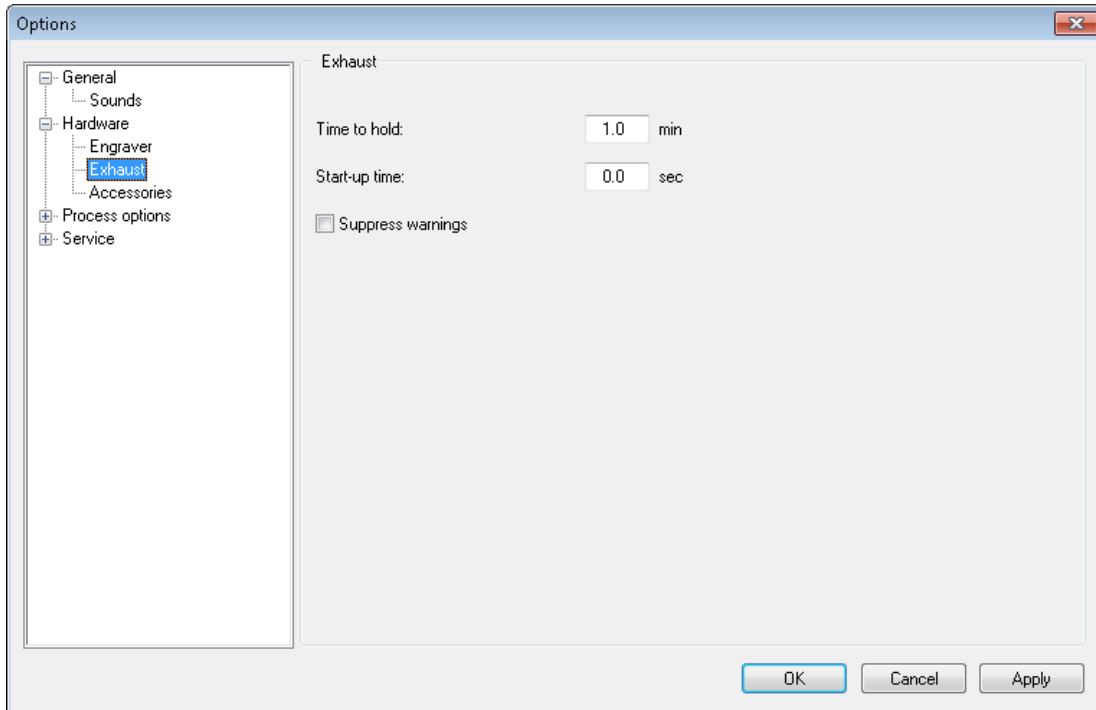 Options
General
Sounds
Hardware
Engraver
Exhaust
Accessories
Process options
Service
Exhaust
Time to hold: 1.0 min
Start-up time: 0.0 sec
Suppress warnings
OK Cancel Apply